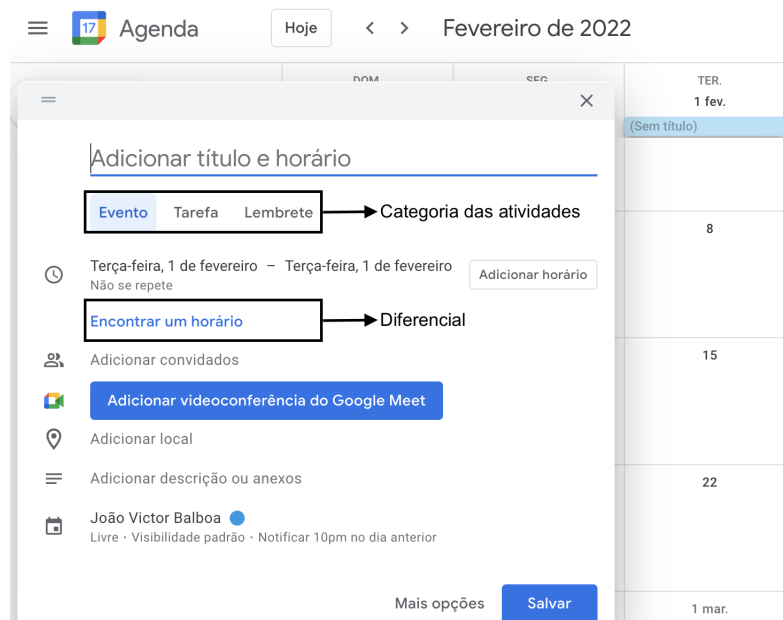 17 Agenda Hoje Fevereiro de 2022
DOM. SEG. TER.
1 fev.
(Sem título)
Adicionar título e horário
Evento Tarefa Lembrete Categoria das atividades
8
Terça-feira, 1 de fevereiro – Terça-feira, 1 de fevereiro Adicionar horário
Não se repete
Encontrar um horário Diferencial
Adicionar convidados 15
Adicionar videoconferência do Google Meet
Adicionar local
Adicionar descrição ou anexos 22
João Victor Balboa
Livre · Visibilidade padrão · Notificar 10pm no dia anterior
Mais opções Salvar 1 mar.